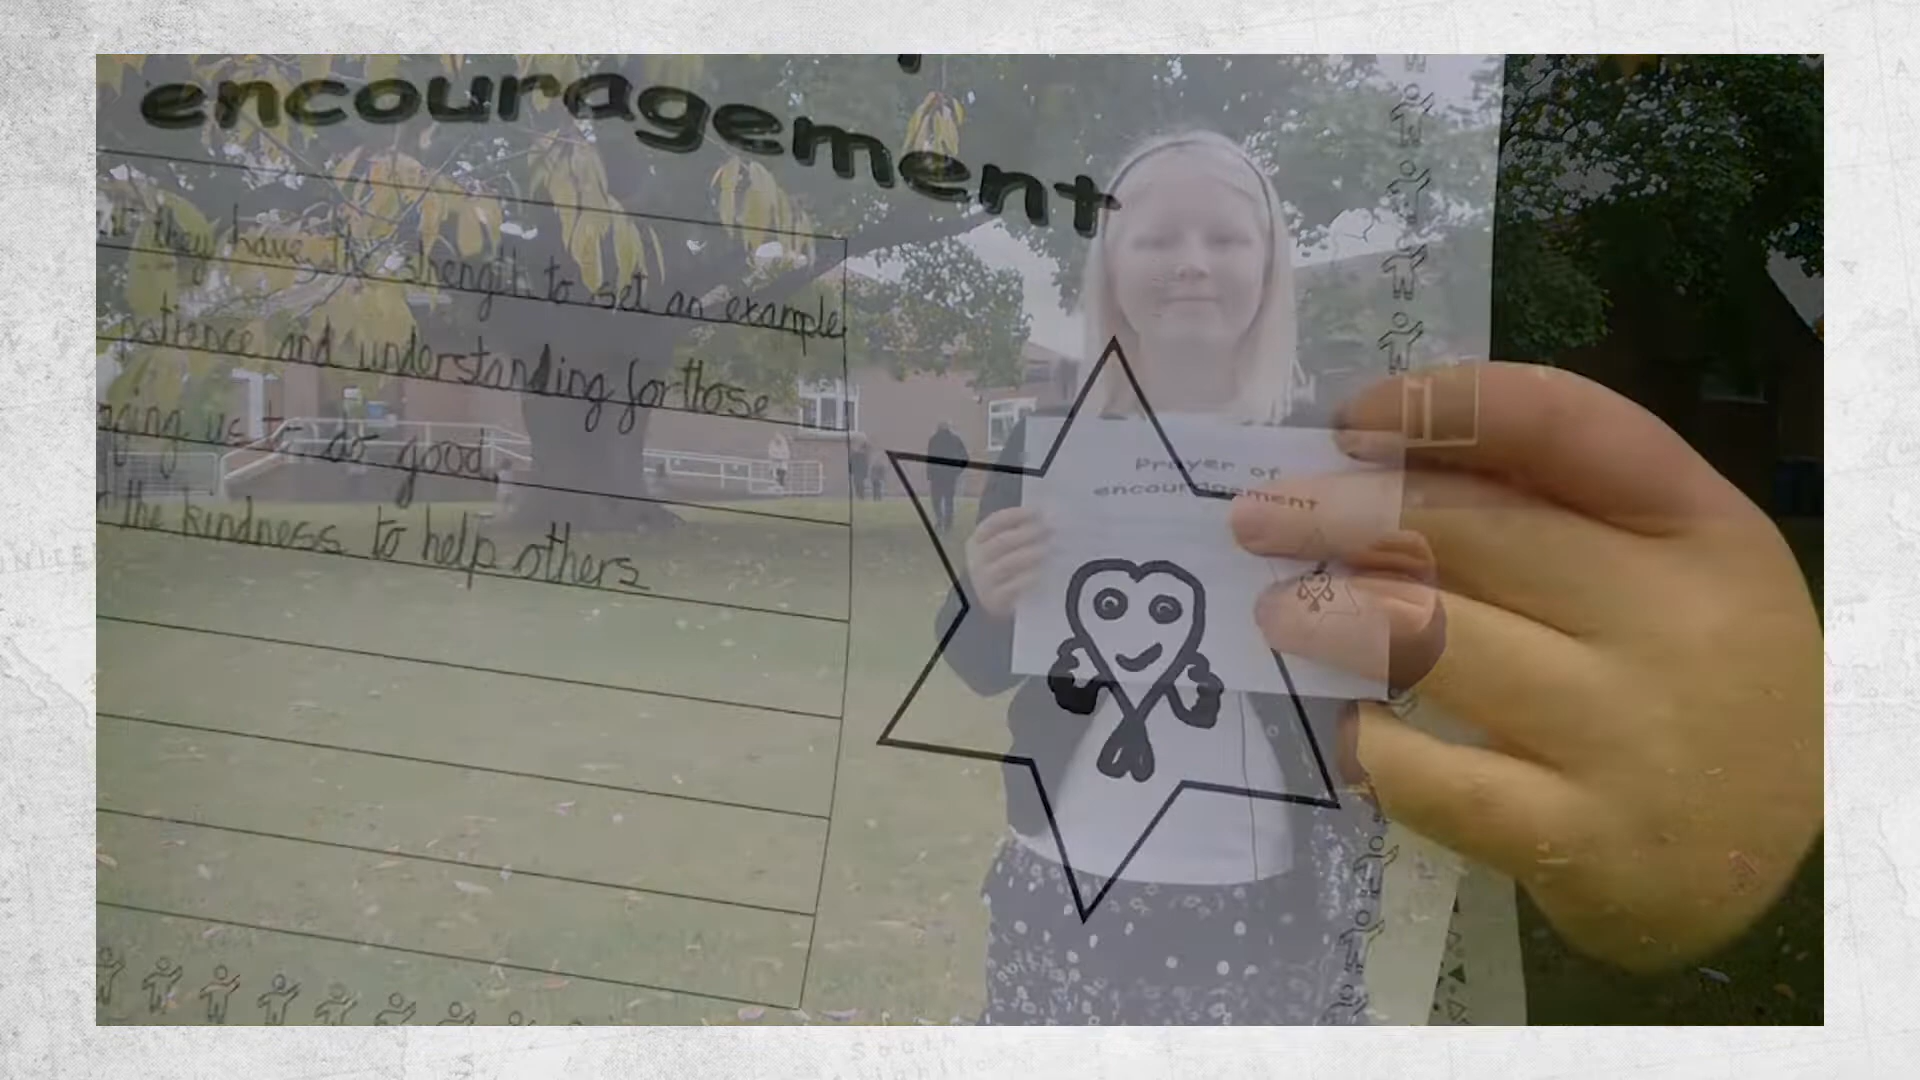 encouragement
they have the strength to set an example
patience and understanding for those
us to do good.
the kindness to help others
Prayer of
encouragement